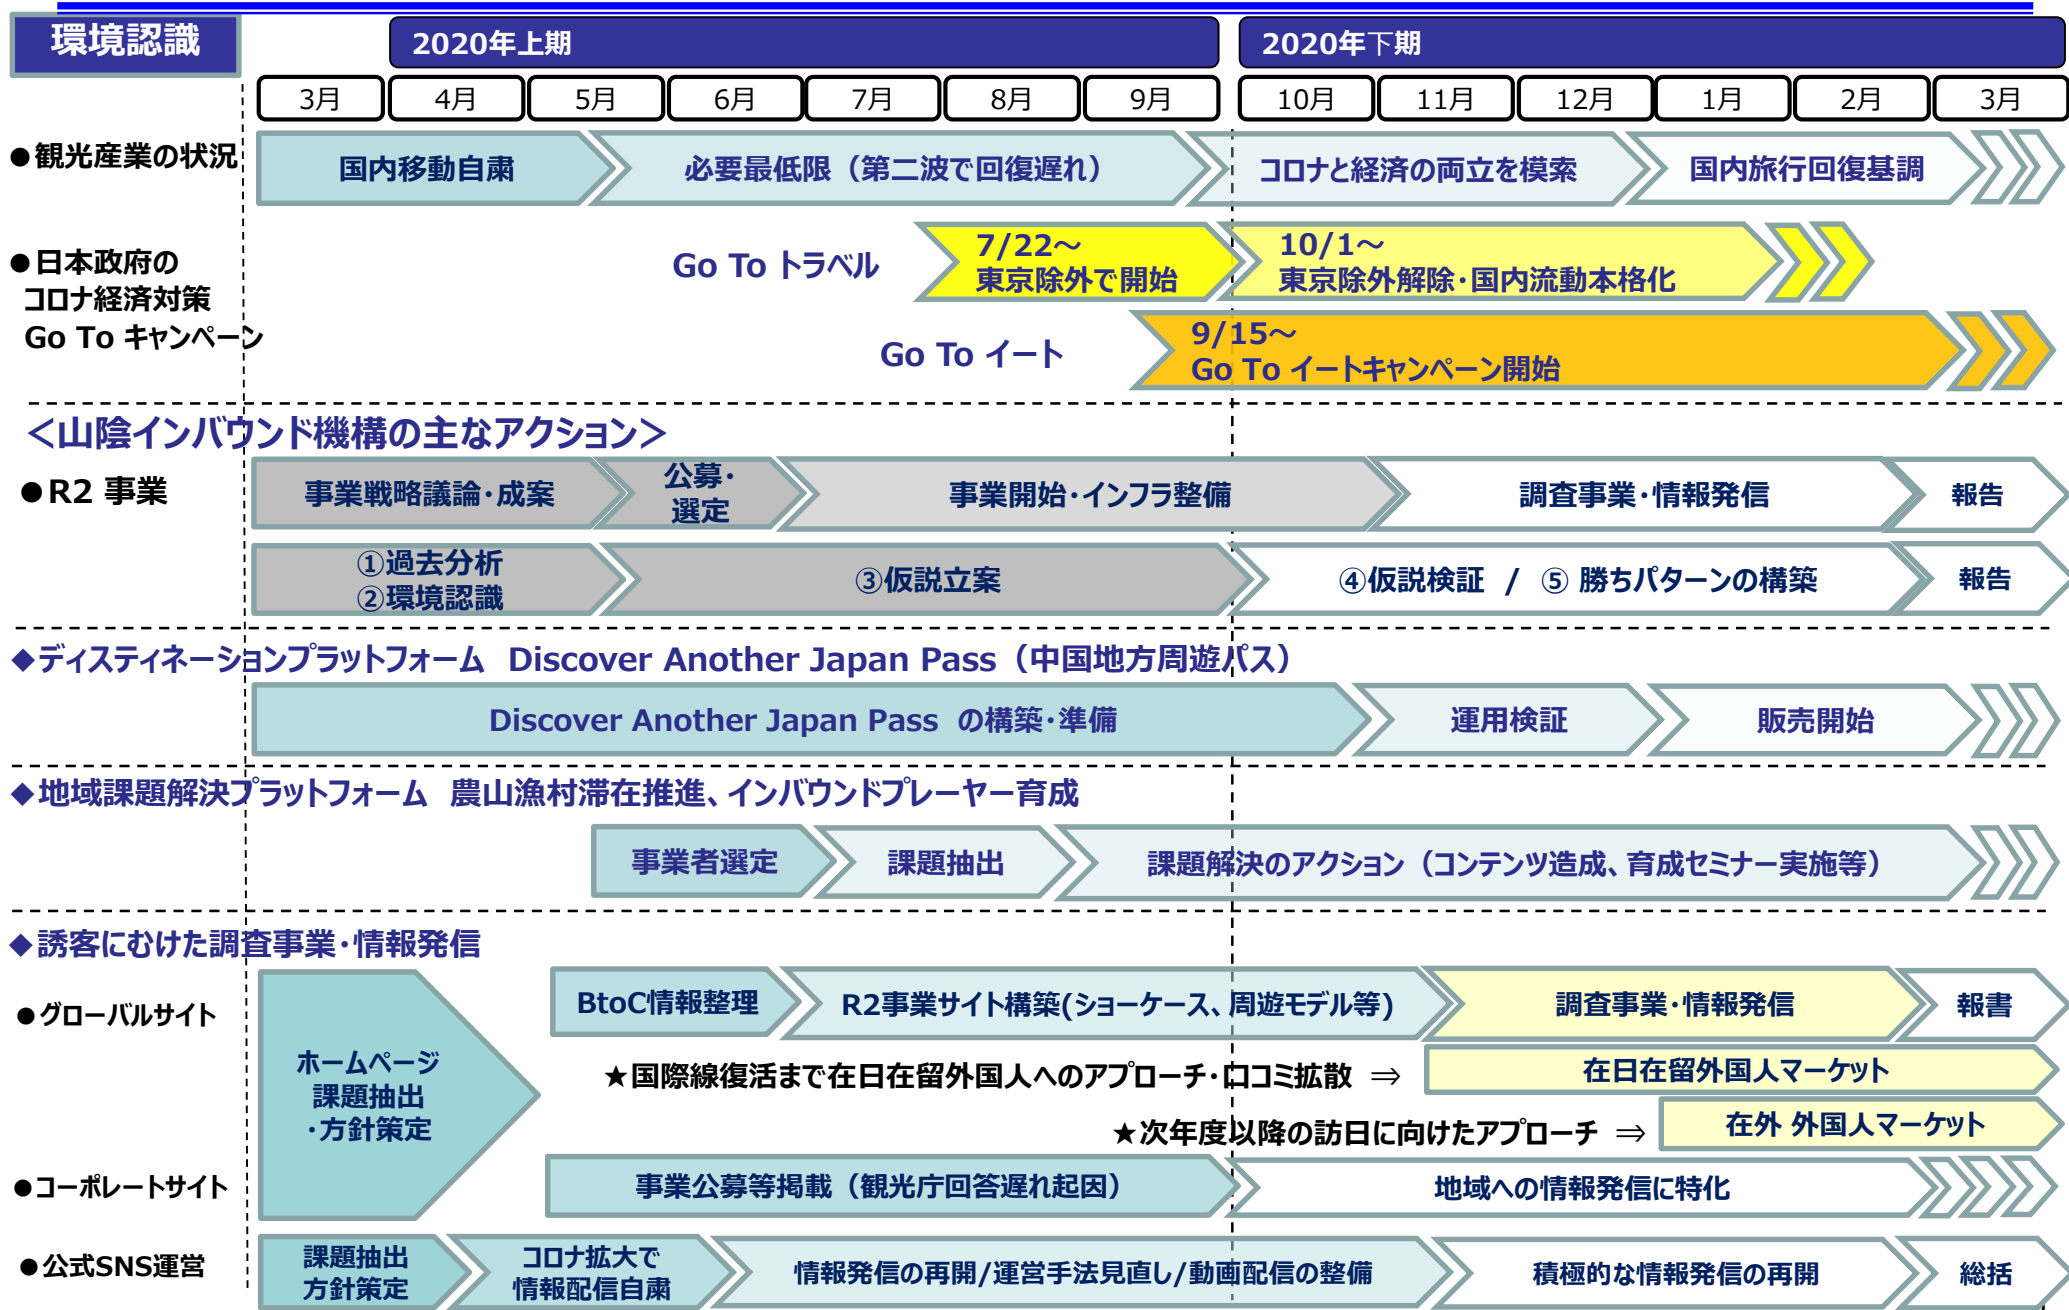 環境認識
2020年上期
2020年下期
3月
4月
5月
6月
7月
8月
9月
10月
11月
12月
1月
2月
3月
●観光産業の状況
国内移動自粛
必要最低限（第二波で回復遅れ）
コロナと経済の両立を模索
国内旅行回復基調
●日本政府の
コロナ経済対策
Go To キャンペーン
Go To トラベル
7/22～
東京除外で開始
10/1～
東京除外解除・国内流動本格化
Go To イート
9/15～
Go To イートキャンペーン開始
＜山陰インバウンド機構の主なアクション＞
●R2 事業
事業戦略議論・成案
公募・
選定
事業開始・インフラ整備
調査事業・情報発信
報告
①過去分析
②環境認識
③仮説立案
④仮説検証 / ⑤ 勝ちパターンの構築
報告
◆ディスティネーションプラットフォーム Discover Another Japan Pass（中国地方周遊パス）
Discover Another Japan Pass の構築・準備
運用検証
販売開始
◆地域課題解決プラットフォーム 農山漁村滞在推進、インバウンドプレーヤー育成
事業者選定
課題抽出
課題解決のアクション（コンテンツ造成、育成セミナー実施等）
◆誘客にむけた調査事業・情報発信
●グローバルサイト
ホームページ
課題抽出
・方針策定
BtoC情報整理
R2事業サイト構築(ショーケース、周遊モデル等)
調査事業・情報発信
報書
★国際線復活まで在日在留外国人へのアプローチ・口コミ拡散 ⇒
在日在留外国人マーケット
★次年度以降の訪日に向けたアプローチ ⇒
在外 外国人マーケット
●コーポレートサイト
事業公募等掲載（観光庁回答遅れ起因）
地域への情報発信に特化
●公式SNS運営
課題抽出
方針策定
コロナ拡大で
情報配信自粛
情報発信の再開/運営手法見直し/動画配信の整備
積極的な情報発信の再開
総括